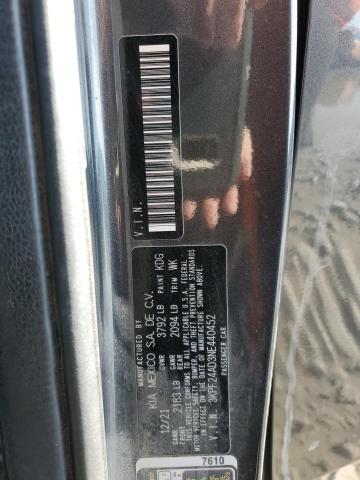 V.I.N.
MANUFACTURED BY
KIA MEXICO S.A. DE C.V.
12/21 GVWR 3792 LB PAINT KDG
GAWR FRONT 2183 LB GAWR REAR 2094 LB TRIM WK
THIS VEHICLE CONFORMS TO ALL APPLICABLE U.S.A. FEDERAL
MOTOR VEHICLE SAFETY, BUMPER, AND THEFT PREVENTION STANDARDS
IN EFFECT ON THE DATE OF MANUFACTURE SHOWN ABOVE.
V.I.N. 3KPF24AD3NE440452
PASSENGER CAR
7610